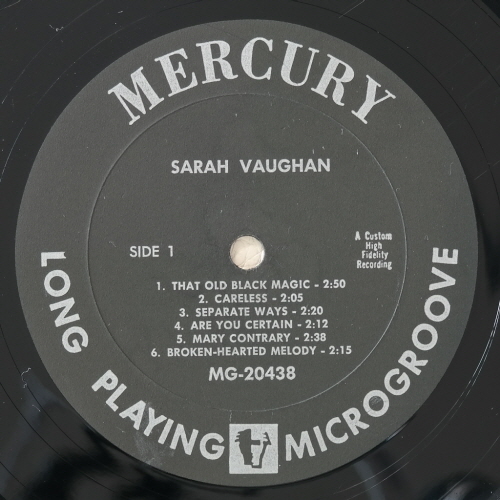 MERCURY
SARAH VAUGHAN
SIDE 1
A Custom
High
Fidelity
Recording
1. THAT OLD BLACK MAGIC - 2:50
2. CARELESS - 2:05
3. SEPARATE WAYS - 2:20
4. ARE YOU CERTAIN - 2:12
5. MARY CONTRARY - 2:38
6. BROKEN-HEARTED MELODY - 2:15
MG-20438
LONG PLAYING MICROGROOVE